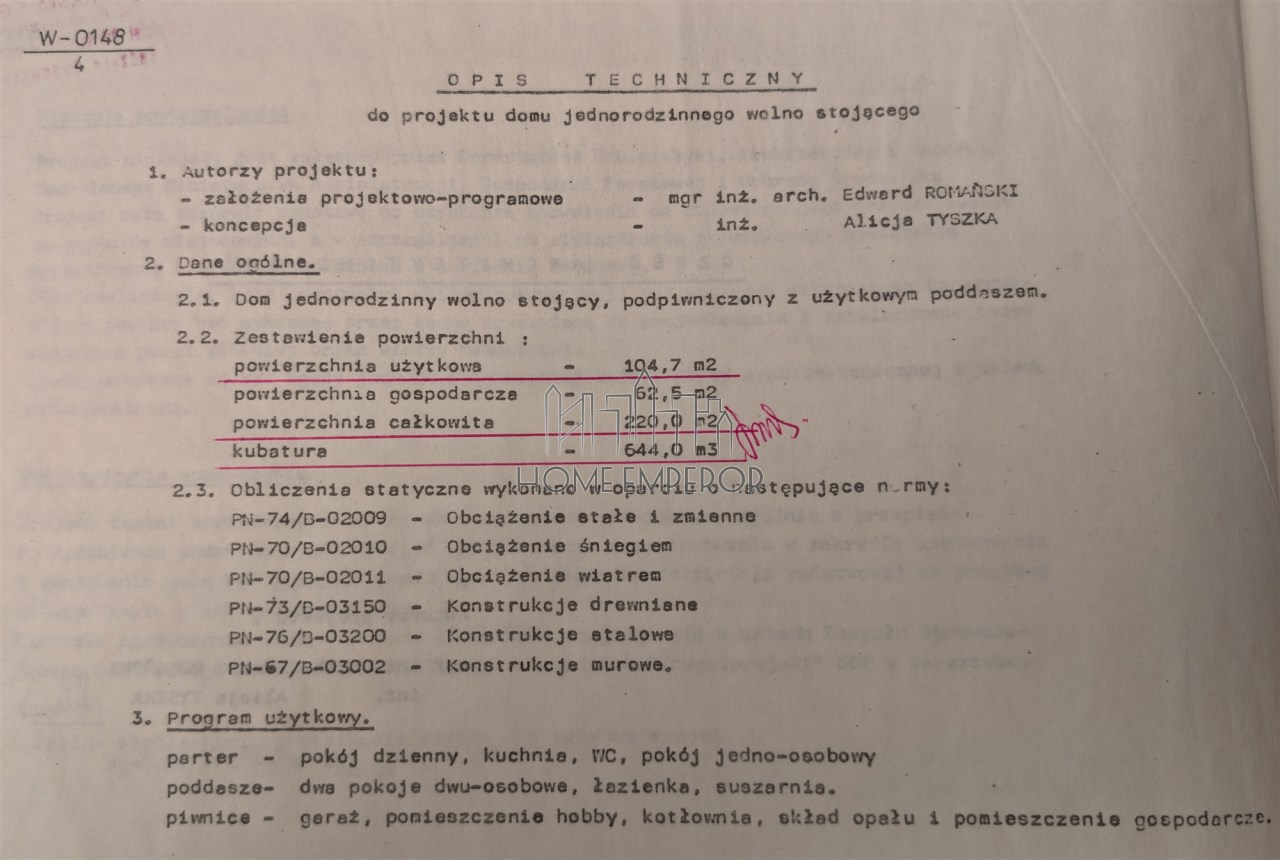 W-0148
4
OPIS TECHNICZNY
do projektu domu jednorodzinnego wolno stojącego
1. Autorzy projektu:
- założenia projektowo-programowe - mgr inż. arch. Edward ROMAŃSKI
- koncepcja - inż. Alicja TYSZKA
2. Dane ogólne.
2.1. Dom jednorodzinny wolno stojący, podpiwniczony z użytkowym poddaszem.
2.2. Zestawienie powierzchni :
powierzchnia użytkowa - 104,7 m2
powierzchnia gospodarcza - 62,5 m2
powierzchnia całkowita - 220,0 m2
kubatura - 644,0 m3
HOME EMPEROR
2.3. Obliczenia statyczne wykonano w oparciu o następujące normy:
PN-74/B-02009 - Obciążenie stałe i zmienne
PN-70/B-02010 - Obciążenie śniegiem
PN-70/B-02011 - Obciążenie wiatrem
PN-73/B-03150 - Konstrukcje drewniane
PN-76/B-03200 - Konstrukcje stalowe
PN-67/B-03002 - Konstrukcje murowe.
3. Program użytkowy.
parter - pokój dzienny, kuchnia, WC, pokój jedno-osobowy
poddasze- dwa pokoje dwu-osobowe, łazienka, suszarnia.
piwnice - garaż, pomieszczenie hobby, kotłownia, skład opału i pomieszczenie gospodarcze.